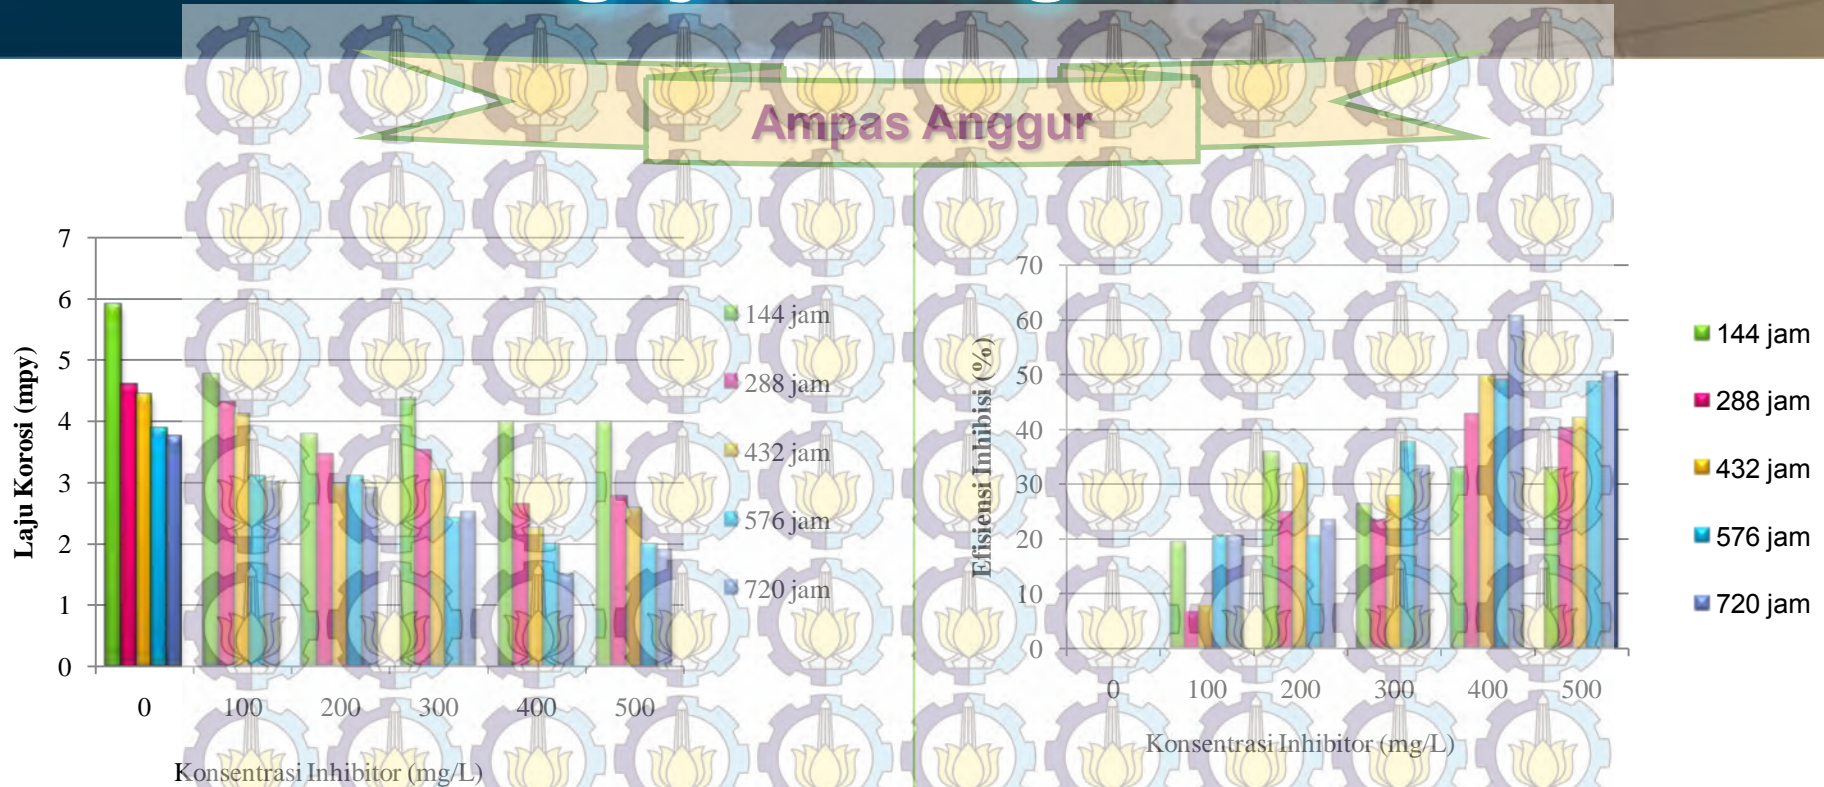 Ampas Anggur
Laju Korosi (mpy)
7
6
5
4
3
2
1
0
0 100 200 300 400 500
Konsentrasi Inhibitor (mg/L)
144 jam
288 jam
432 jam
576 jam
720 jam
Efisiensi Inhibisi (%)
70
60
50
40
30
20
10
0
0 100 200 300 400 500
Konsentrasi Inhibitor (mg/L)
144 jam
288 jam
432 jam
576 jam
720 jam